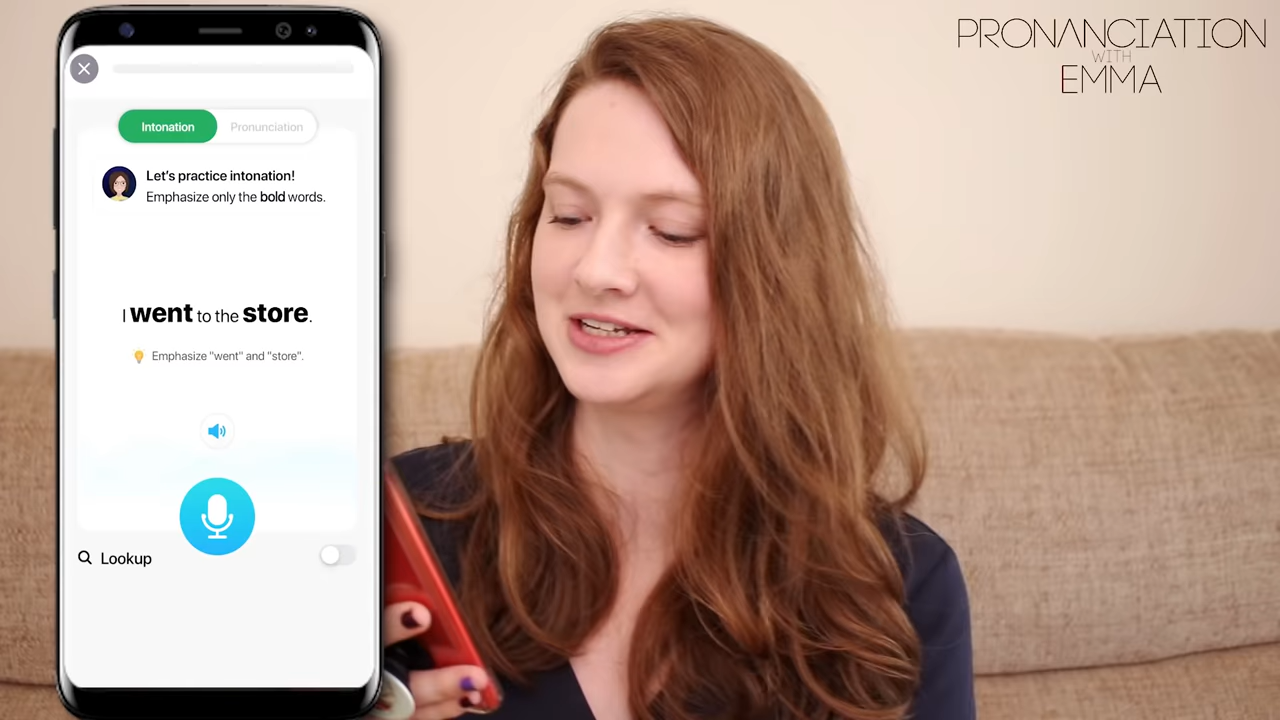 Intonation Pronunciation
Let's practice intonation!
Emphasize only the bold words.
I went to the store.
Emphasize "went" and "store".
Lookup
PRONANCIATION
WITH
EMMA